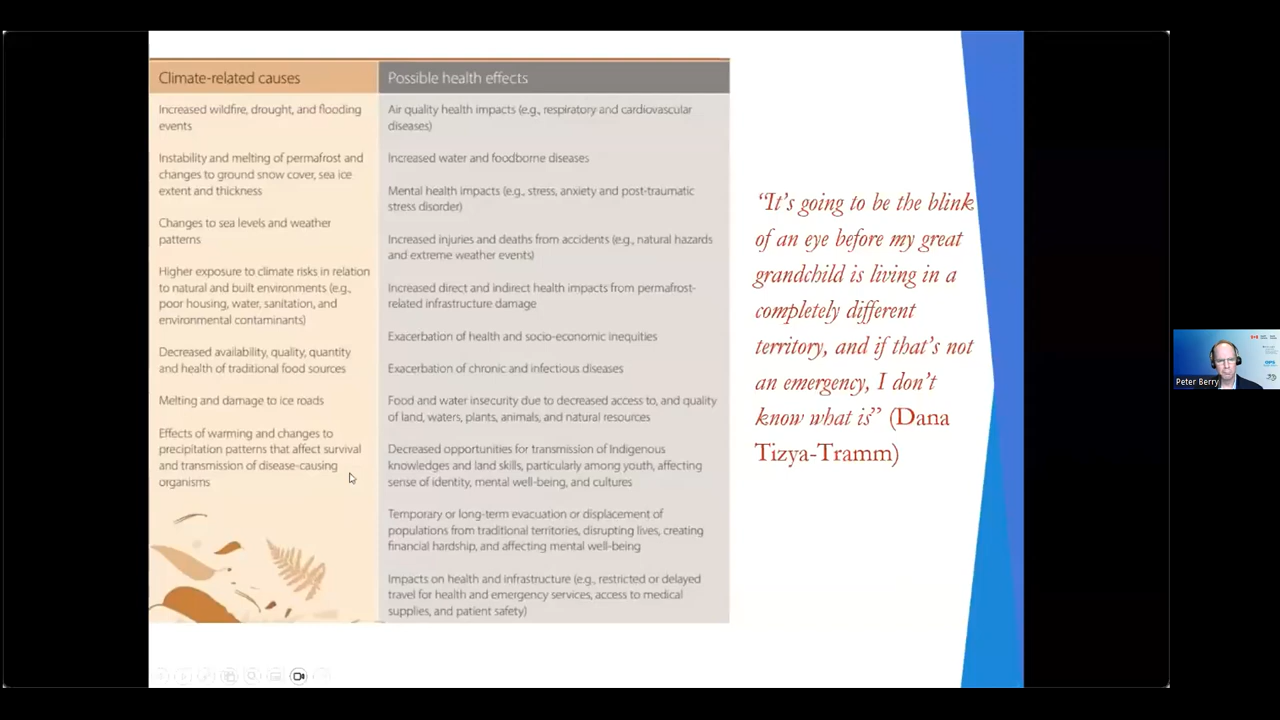 Climate-related causes
Increased wildfire, drought, and flooding
events
Instability and melting of permafrost and
changes to ground snow cover, sea ice
extent and thickness
Changes to sea levels and weather
patterns
Higher exposure to climate risks in relation
to natural and built environments (e.g.,
poor housing, water, sanitation, and
environmental contaminants)
Decreased availability, quality, quantity
and health of traditional food sources
Melting and damage to ice roads
Effects of warming and changes to
precipitation patterns that affect survival
and transmission of disease-causing
organisms
Possible health effects
Air quality health impacts (e.g., respiratory and cardiovascular
diseases)
Increased water and foodborne diseases
Mental health impacts (e.g., stress, anxiety and post-traumatic
stress disorder)
Increased injuries and deaths from accidents (e.g., natural hazards
and extreme weather events)
Increased direct and indirect health impacts from permafrost-
related infrastructure damage
Exacerbation of health and socio-economic inequities
Exacerbation of chronic and infectious diseases
Food and water insecurity due to decreased access to, and quality
of land, waters, plants, animals, and natural resources
Decreased opportunities for transmission of Indigenous
knowledges and land skills, particularly among youth, affecting
sense of identity, mental well-being, and cultures
Temporary or long-term evacuation or displacement of
populations from traditional territories, disrupting lives, creating
financial hardship, and affecting mental well-being
Impacts on health and infrastructure (e.g., restricted or delayed
travel for health and emergency services, access to medical
supplies, and patient safety)
“It’s going to be the blink
of an eye before my great
grandchild is living in a
completely different
territory, and if that’s not
an emergency, I don’t
know what is” (Dana
Tizya-Tramm)
Peter Berry